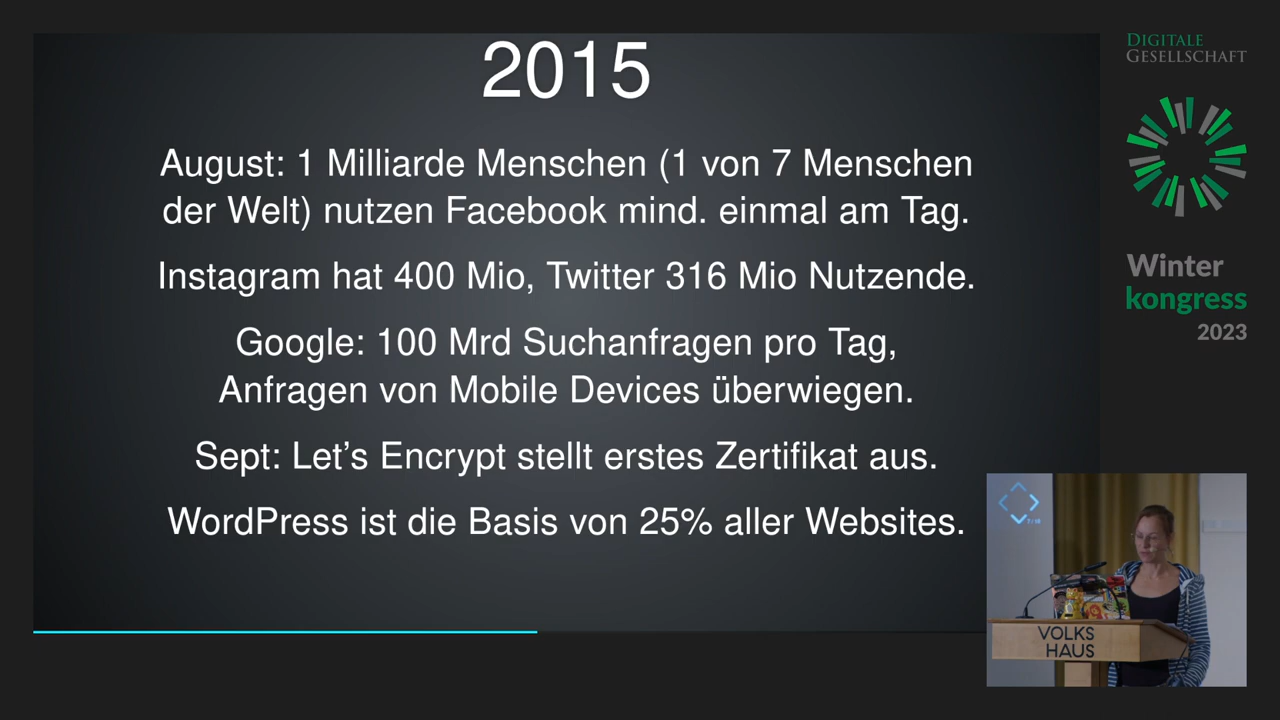 2015
August: 1 Milliarde Menschen (1 von 7 Menschen
der Welt) nutzen Facebook mind. einmal am Tag.
Instagram hat 400 Mio, Twitter 316 Mio Nutzende.
Google: 100 Mrd Suchanfragen pro Tag,
Anfragen von Mobile Devices überwiegen.
Sept: Let’s Encrypt stellt erstes Zertifikat aus.
WordPress ist die Basis von 25% aller Websites.
DIGITALE
GESELLSCHAFT
Winter
kongress
2023
VOLKS
HAUS